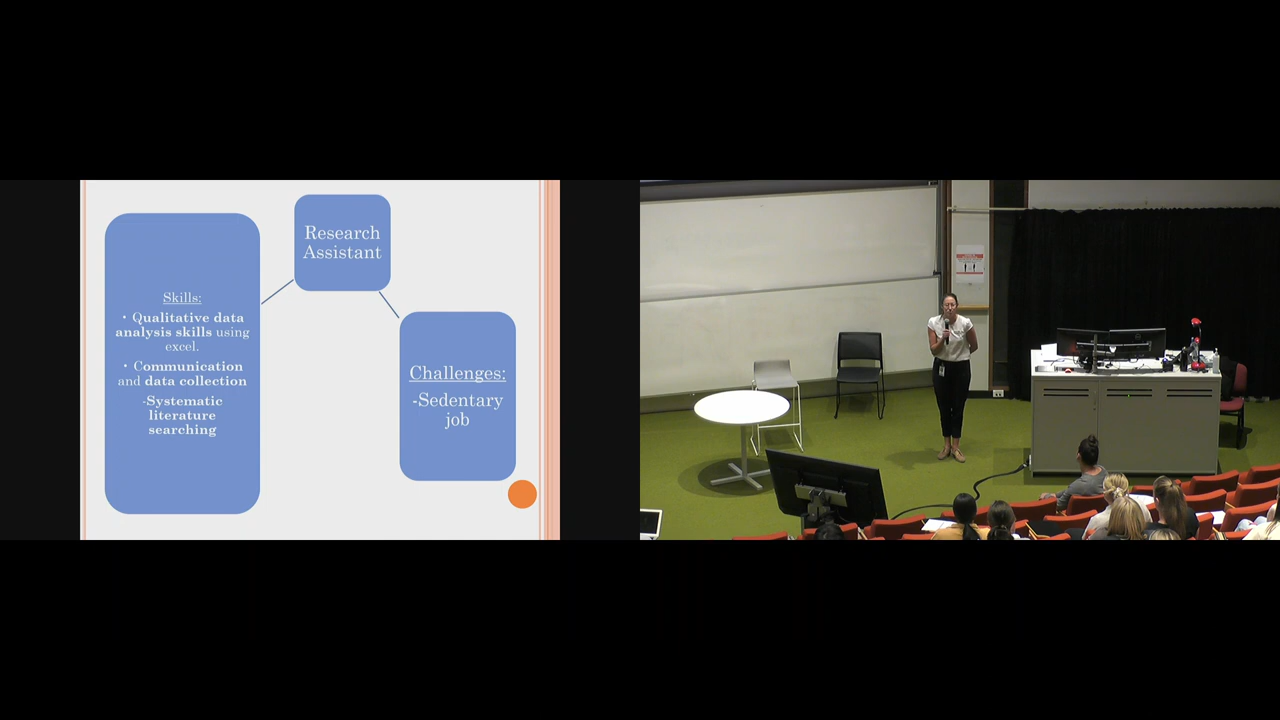 Research
Assistant
Skills:
• Qualitative data
analysis skills using
excel.
• Communication
and data collection
-Systematic
literature
searching
Challenges:
-Sedentary
job